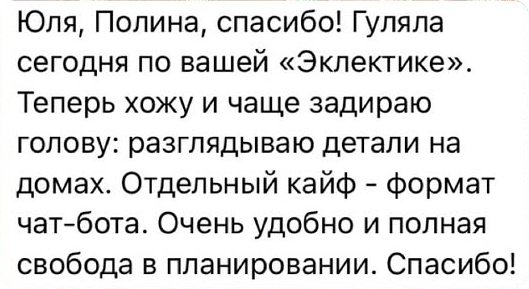 Юля, Полина, спасибо! Гуляла
сегодня по вашей «Эклектике».
Теперь хожу и чаще задираю
голову: разглядываю детали на
домах. Отдельный кайф - формат
чат-бота. Очень удобно и полная
свобода в планировании. Спасибо!